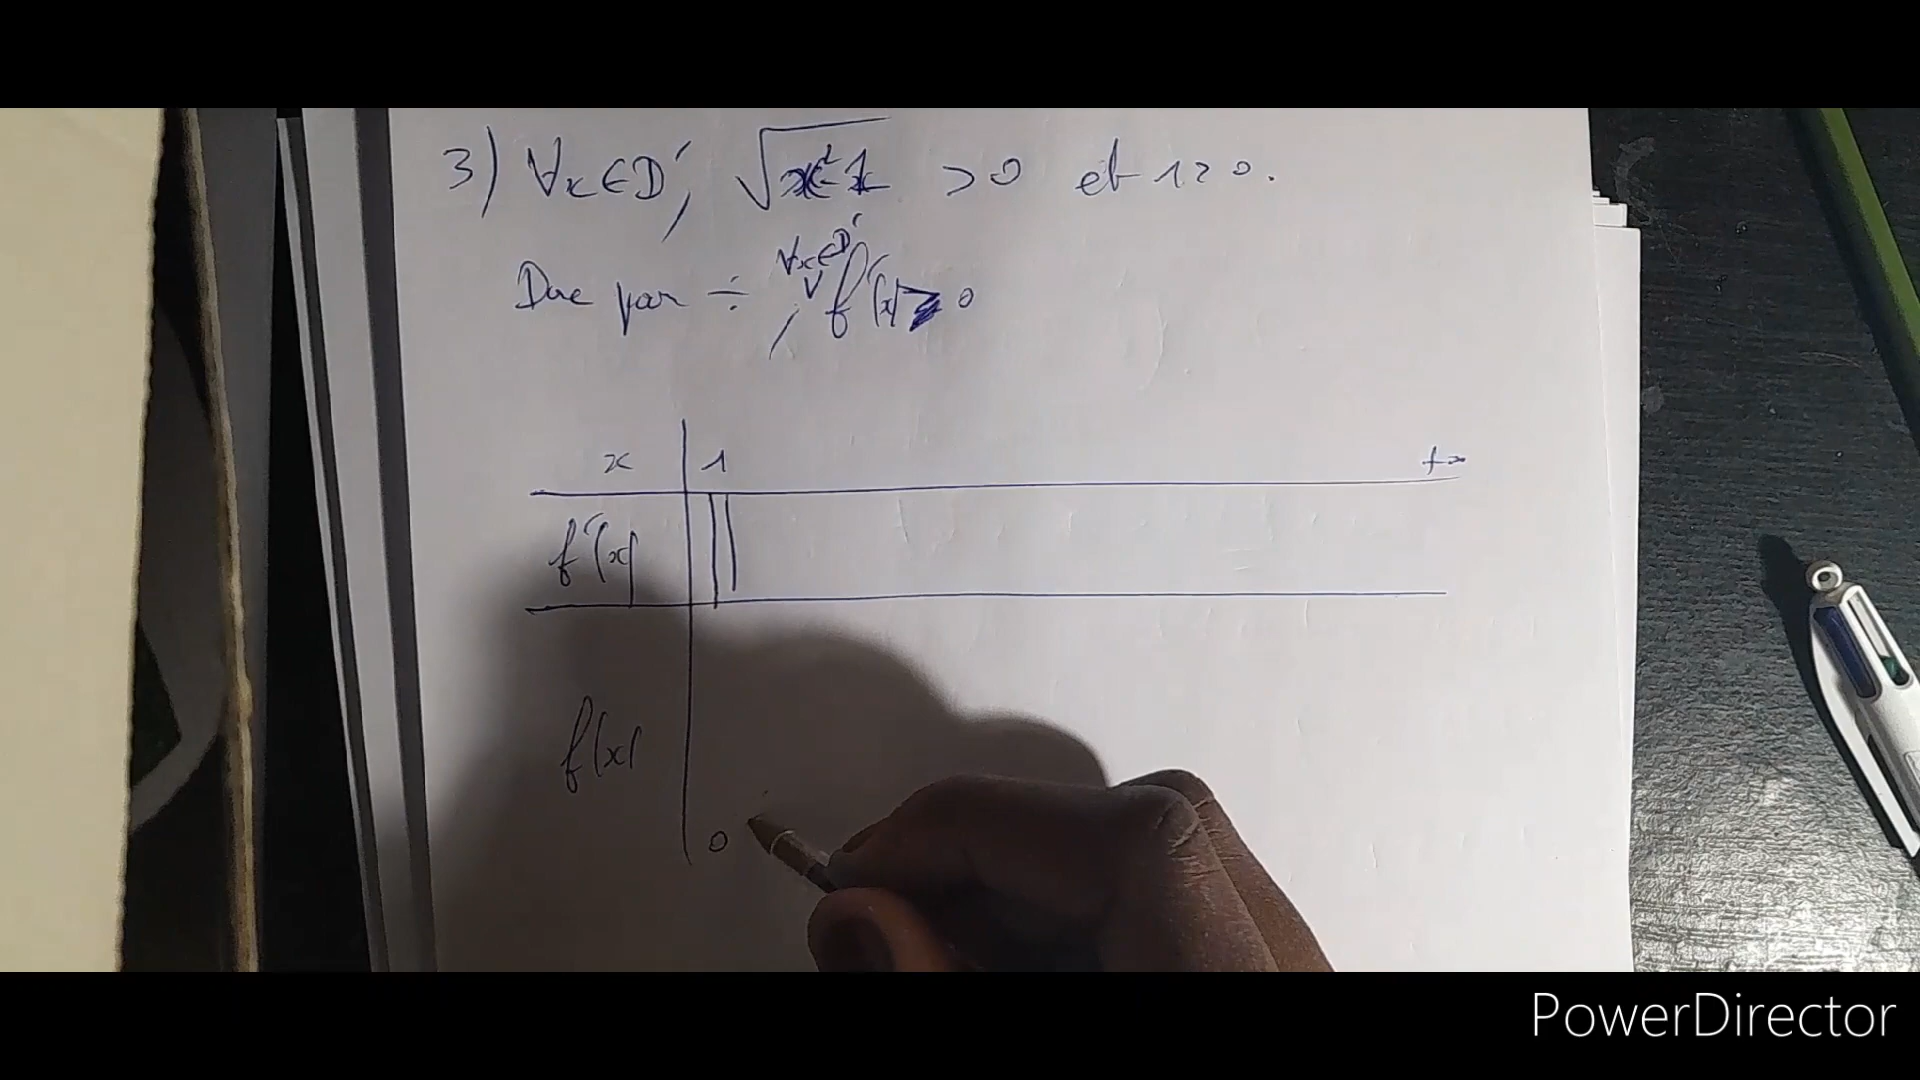 3) ∀x∈D', √x²-1 > 0 et 1 ≥ 0.
∀x∈D'
Donc par ÷, f'(x) > 0
x 1 +∞
f'(x)
f(x)
0
PowerDirector